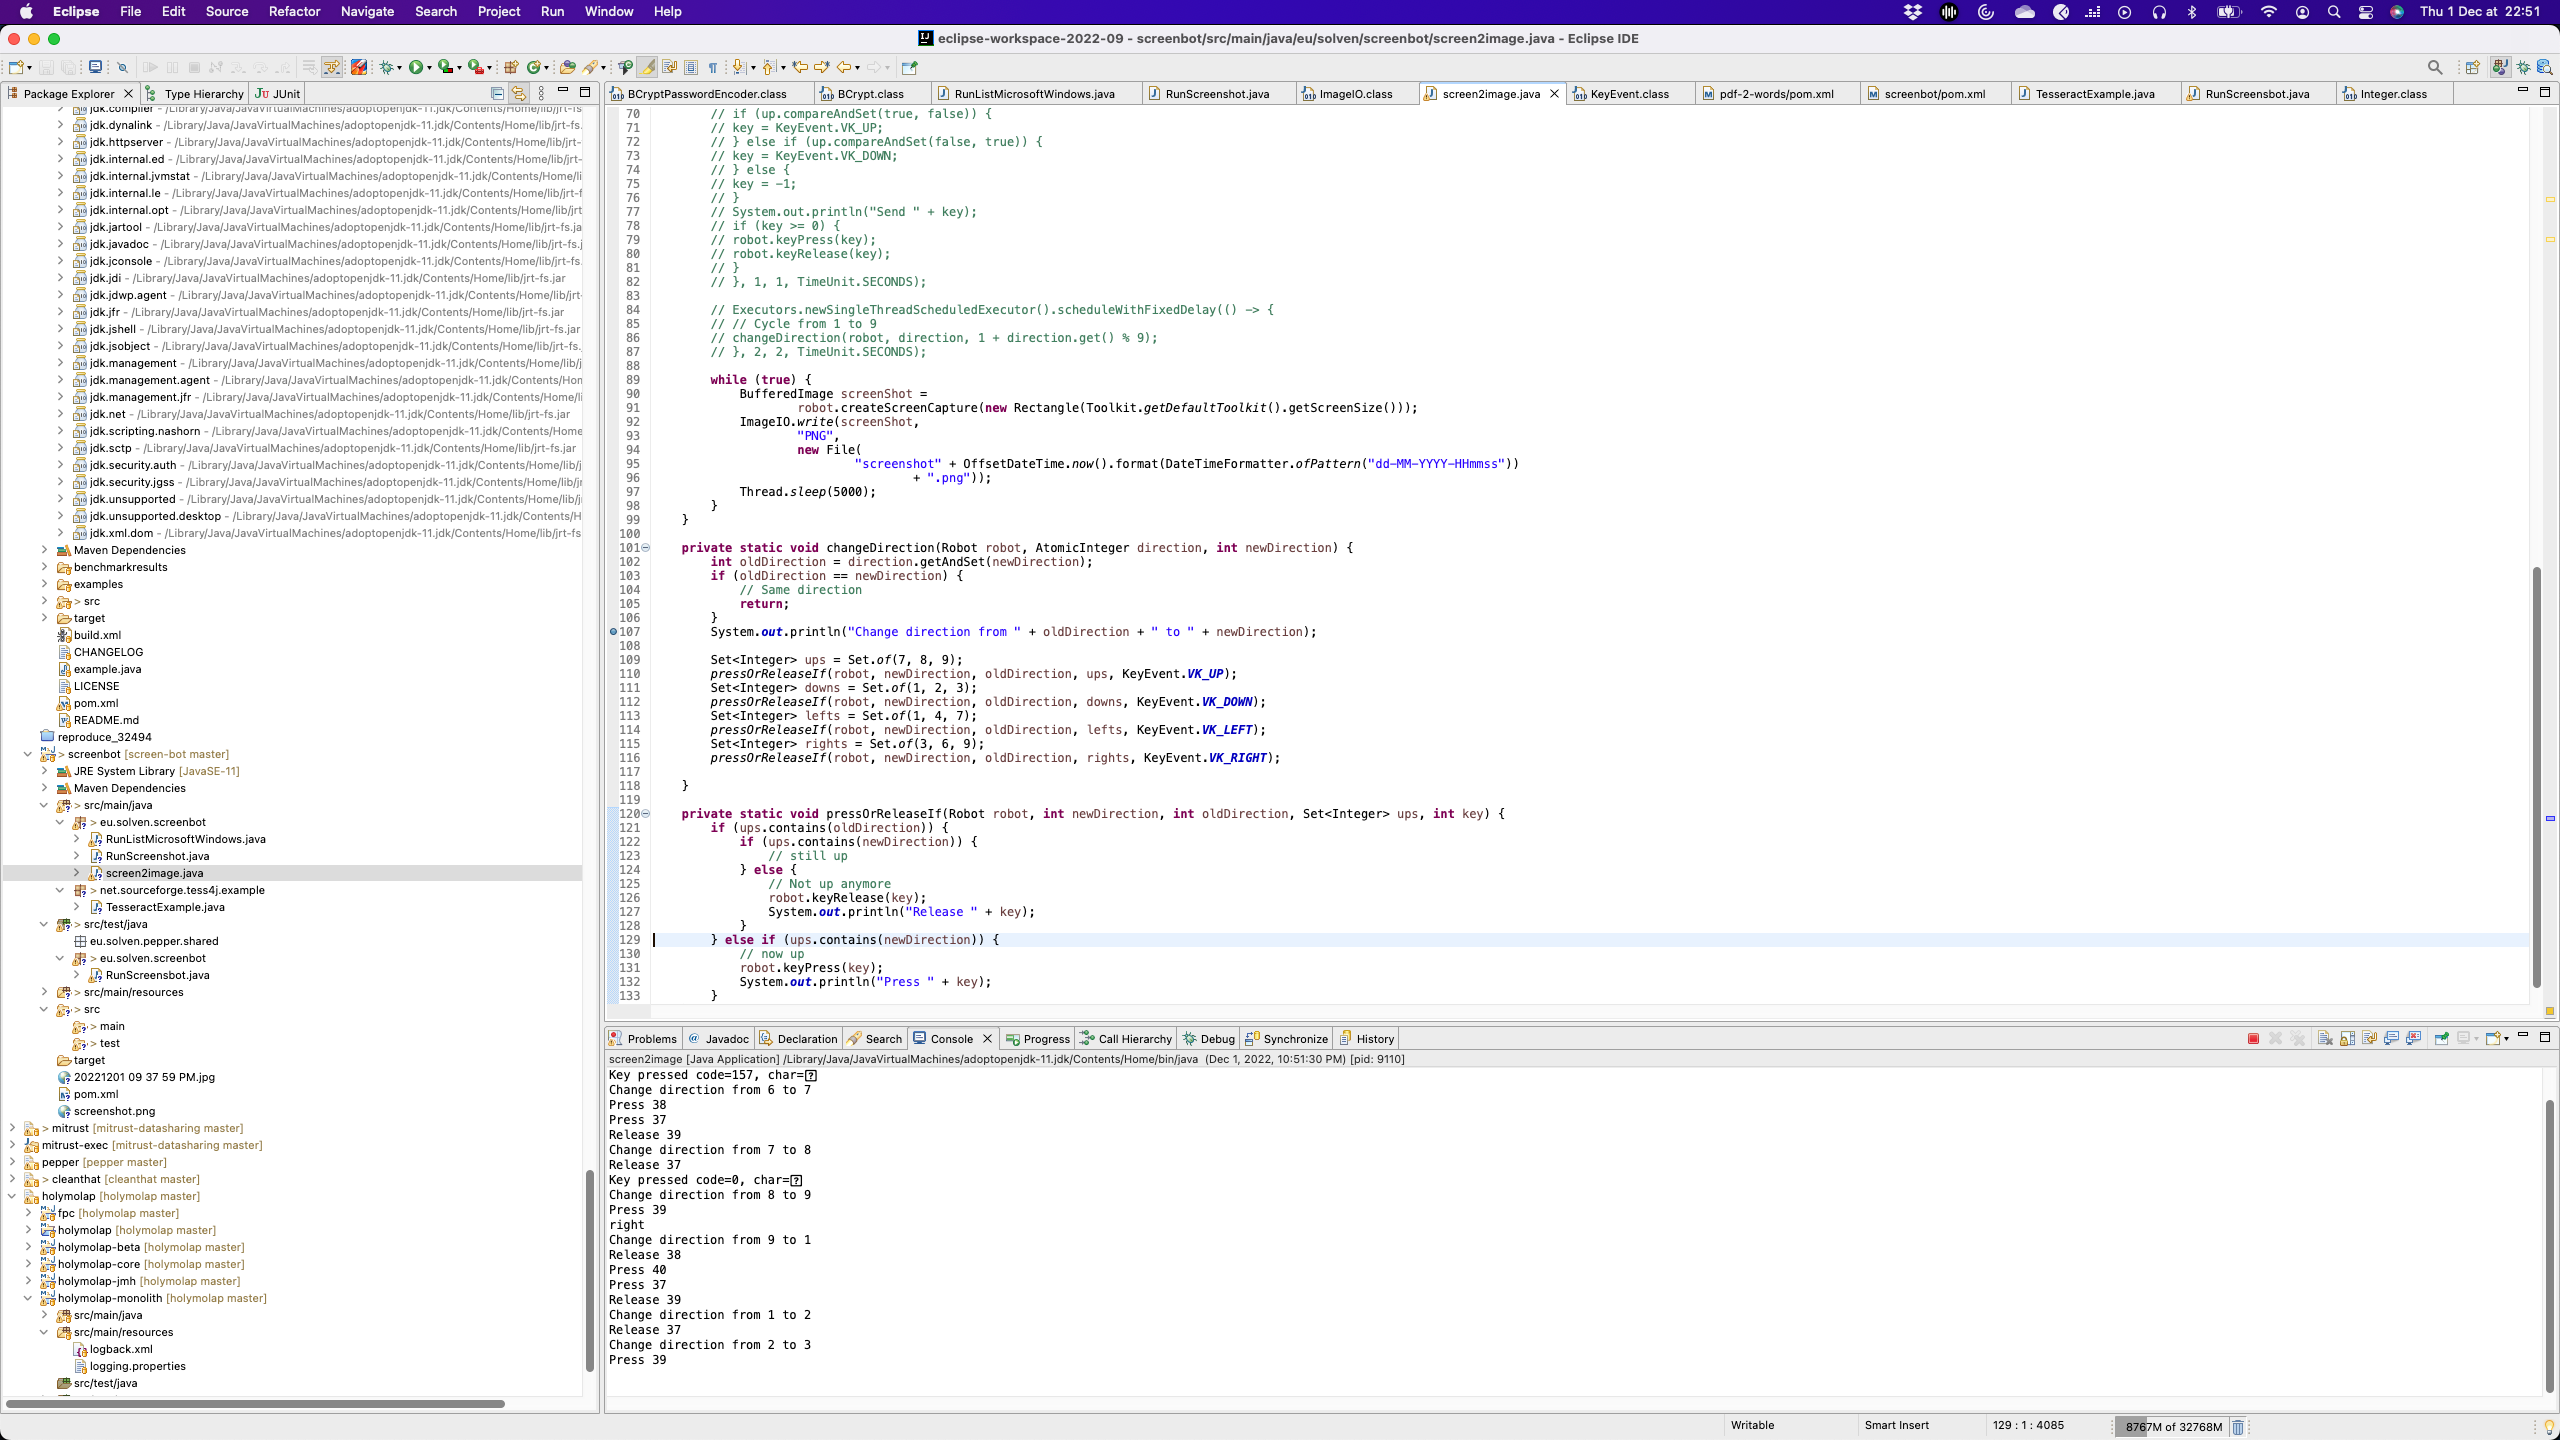 Eclipse File Edit Source Refactor Navigate Search Project Run Window Help Thu 1 Dec at 22:51
eclipse-workspace-2022-09 - screenbot/src/main/java/eu/solven/screenbot/screen2image.java - Eclipse IDE
Package Explorer Type Hierarchy JUnit
jdk.compiler - /Library/Java/JavaVirtualMachines/adoptopenjdk-11.jdk/Contents/Home/lib/jrt-fs
jdk.dynalink - /Library/Java/JavaVirtualMachines/adoptopenjdk-11.jdk/Contents/Home/lib/jrt-fs.
jdk.httpserver - /Library/Java/JavaVirtualMachines/adoptopenjdk-11.jdk/Contents/Home/lib/jrt-
jdk.internal.ed - /Library/Java/JavaVirtualMachines/adoptopenjdk-11.jdk/Contents/Home/lib/jrt-
jdk.internal.jvmstat - /Library/Java/JavaVirtualMachines/adoptopenjdk-11.jdk/Contents/Home/li
jdk.internal.le - /Library/Java/JavaVirtualMachines/adoptopenjdk-11.jdk/Contents/Home/lib/jrt-f
jdk.internal.opt - /Library/Java/JavaVirtualMachines/adoptopenjdk-11.jdk/Contents/Home/lib/jrt
jdk.jartool - /Library/Java/JavaVirtualMachines/adoptopenjdk-11.jdk/Contents/Home/lib/jrt-fs.j
jdk.javadoc - /Library/Java/JavaVirtualMachines/adoptopenjdk-11.jdk/Contents/Home/lib/jrt-fs.j
jdk.jconsole - /Library/Java/JavaVirtualMachines/adoptopenjdk-11.jdk/Contents/Home/lib/jrt-fs.
jdk.jdi - /Library/Java/JavaVirtualMachines/adoptopenjdk-11.jdk/Contents/Home/lib/jrt-fs.jar
jdk.jdwp.agent - /Library/Java/JavaVirtualMachines/adoptopenjdk-11.jdk/Contents/Home/lib/jrt-
jdk.jfr - /Library/Java/JavaVirtualMachines/adoptopenjdk-11.jdk/Contents/Home/lib/jrt-fs.jar
jdk.jshell - /Library/Java/JavaVirtualMachines/adoptopenjdk-11.jdk/Contents/Home/lib/jrt-fs.jar
jdk.jsobject - /Library/Java/JavaVirtualMachines/adoptopenjdk-11.jdk/Contents/Home/lib/jrt-fs.
jdk.management - /Library/Java/JavaVirtualMachines/adoptopenjdk-11.jdk/Contents/Home/lib/j
jdk.management.agent - /Library/Java/JavaVirtualMachines/adoptopenjdk-11.jdk/Contents/Hon
jdk.management.jfr - /Library/Java/JavaVirtualMachines/adoptopenjdk-11.jdk/Contents/Home/li
jdk.net - /Library/Java/JavaVirtualMachines/adoptopenjdk-11.jdk/Contents/Home/lib/jrt-fs.jar
jdk.scripting.nashorn - /Library/Java/JavaVirtualMachines/adoptopenjdk-11.jdk/Contents/Home
jdk.sctp - /Library/Java/JavaVirtualMachines/adoptopenjdk-11.jdk/Contents/Home/lib/jrt-fs.jar
jdk.security.auth - /Library/Java/JavaVirtualMachines/adoptopenjdk-11.jdk/Contents/Home/lib/j
jdk.security.jgss - /Library/Java/JavaVirtualMachines/adoptopenjdk-11.jdk/Contents/Home/lib/jr
jdk.unsupported - /Library/Java/JavaVirtualMachines/adoptopenjdk-11.jdk/Contents/Home/lib/j
jdk.unsupported.desktop - /Library/Java/JavaVirtualMachines/adoptopenjdk-11.jdk/Contents/H
jdk.xml.dom - /Library/Java/JavaVirtualMachines/adoptopenjdk-11.jdk/Contents/Home/lib/jrt-fs
Maven Dependencies
benchmarkresults
examples
> src
target
build.xml
CHANGELOG
example.java
LICENSE
pom.xml
README.md
reproduce_32494
> screenbot [screen-bot master]
JRE System Library [JavaSE-11]
Maven Dependencies
> src/main/java
> eu.solven.screenbot
RunListMicrosoftWindows.java
RunScreenshot.java
screen2image.java
> net.sourceforge.tess4j.example
TesseractExample.java
> src/test/java
eu.solven.pepper.shared
> eu.solven.screenbot
RunScreensbot.java
> src/main/resources
> src
> main
> test
target
20221201 09 37 59 PM.jpg
pom.xml
screenshot.png
> mitrust [mitrust-datasharing master]
mitrust-exec [mitrust-datasharing master]
pepper [pepper master]
> cleanthat [cleanthat master]
holymolap [holymolap master]
fpc [holymolap master]
holymolap [holymolap master]
holymolap-beta [holymolap master]
holymolap-core [holymolap master]
holymolap-jmh [holymolap master]
holymolap-monolith [holymolap master]
src/main/java
src/main/resources
logback.xml
logging.properties
src/test/java
BCryptPasswordEncoder.class BCrypt.class RunListMicrosoftWindows.java RunScreenshot.java ImageIO.class screen2image.java KeyEvent.class pdf-2-words/pom.xml screenbot/pom.xml TesseractExample.java RunScreensbot.java Integer.class
70 // if (up.compareAndSet(true, false)) {
71 // key = KeyEvent.VK_UP;
72 // } else if (up.compareAndSet(false, true)) {
73 // key = KeyEvent.VK_DOWN;
74 // } else {
75 // key = -1;
76 // }
77 // System.out.println("Send " + key);
78 // if (key >= 0) {
79 // robot.keyPress(key);
80 // robot.keyRelease(key);
81 // }
82 // }, 1, 1, TimeUnit.SECONDS);
83
84 // Executors.newSingleThreadScheduledExecutor().scheduleWithFixedDelay(() -> {
85 // // Cycle from 1 to 9
86 // changeDirection(robot, direction, 1 + direction.get() % 9);
87 // }, 2, 2, TimeUnit.SECONDS);
88
89 while (true) {
90 BufferedImage screenShot =
91 robot.createScreenCapture(new Rectangle(Toolkit.getDefaultToolkit().getScreenSize()));
92 ImageIO.write(screenShot,
93 "PNG",
94 new File(
95 "screenshot" + OffsetDateTime.now().format(DateTimeFormatter.ofPattern("dd-MM-YYYY-HHmmss"))
96 + ".png"));
97 Thread.sleep(5000);
98 }
99 }
100
101 private static void changeDirection(Robot robot, AtomicInteger direction, int newDirection) {
102 int oldDirection = direction.getAndSet(newDirection);
103 if (oldDirection == newDirection) {
104 // Same direction
105 return;
106 }
107 System.out.println("Change direction from " + oldDirection + " to " + newDirection);
108
109 Set<Integer> ups = Set.of(7, 8, 9);
110 pressOrReleaseIf(robot, newDirection, oldDirection, ups, KeyEvent.VK_UP);
111 Set<Integer> downs = Set.of(1, 2, 3);
112 pressOrReleaseIf(robot, newDirection, oldDirection, downs, KeyEvent.VK_DOWN);
113 Set<Integer> lefts = Set.of(1, 4, 7);
114 pressOrReleaseIf(robot, newDirection, oldDirection, lefts, KeyEvent.VK_LEFT);
115 Set<Integer> rights = Set.of(3, 6, 9);
116 pressOrReleaseIf(robot, newDirection, oldDirection, rights, KeyEvent.VK_RIGHT);
117
118 }
119
120 private static void pressOrReleaseIf(Robot robot, int newDirection, int oldDirection, Set<Integer> ups, int key) {
121 if (ups.contains(oldDirection)) {
122 if (ups.contains(newDirection)) {
123 // still up
124 } else {
125 // Not up anymore
126 robot.keyRelease(key);
127 System.out.println("Release " + key);
128 }
129 } else if (ups.contains(newDirection)) {
130 // now up
131 robot.keyPress(key);
132 System.out.println("Press " + key);
133 }
Problems Javadoc Declaration Search Console Progress Call Hierarchy Debug Synchronize History
screen2image [Java Application] /Library/Java/JavaVirtualMachines/adoptopenjdk-11.jdk/Contents/Home/bin/java (Dec 1, 2022, 10:51:30 PM) [pid: 9110]
Key pressed code=157, char=?
Change direction from 6 to 7
Press 38
Press 37
Release 39
Change direction from 7 to 8
Release 37
Key pressed code=0, char=?
Change direction from 8 to 9
Press 39
right
Change direction from 9 to 1
Release 38
Press 40
Press 37
Release 39
Change direction from 1 to 2
Release 37
Change direction from 2 to 3
Press 39
Writable Smart Insert 129 : 1 : 4085 8767M of 32768M